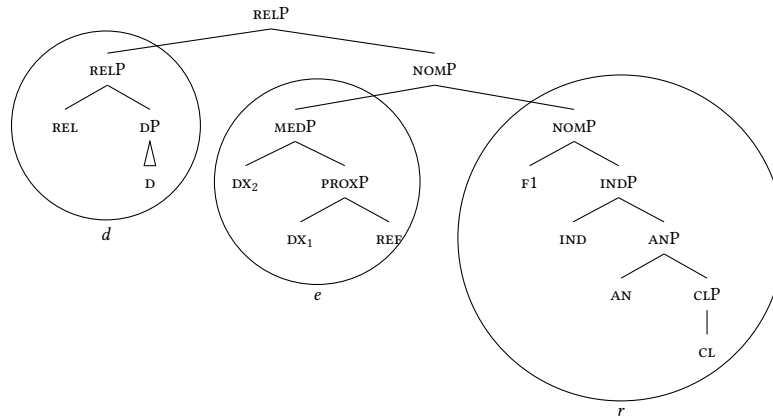 RELP
RELP NOMP
REL DP MEDP NOMP
D DX₂ PROXP F1 INDP
d DX₁ REF IND ANP
e AN CLP
CL
r